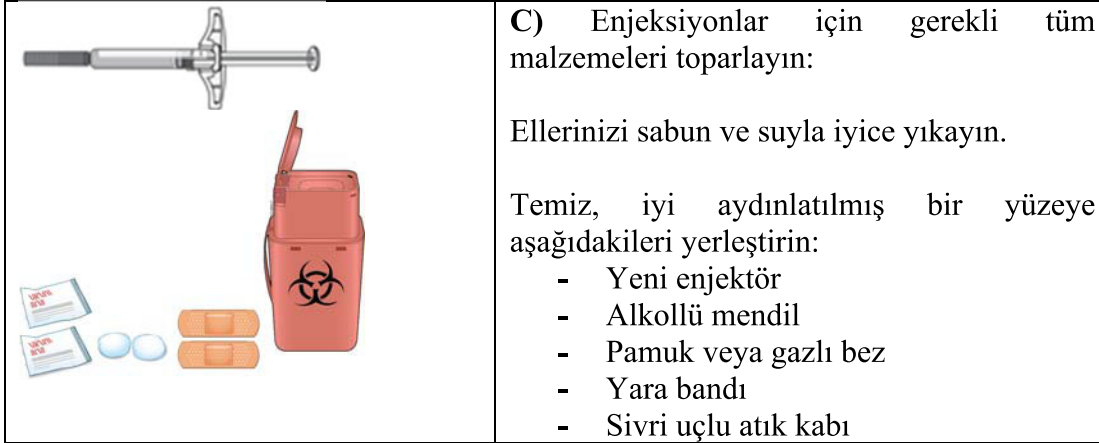 C) Enjeksiyonlar için gerekli tüm
malzemeleri toparlayın:
Ellerinizi sabun ve suyla iyice yıkayın.
Temiz, iyi aydınlatılmış bir yüzeye
aşağıdakileri yerleştirin:
- Yeni enjektör
- Alkollü mendil
- Pamuk veya gazlı bez
- Yara bandı
- Sivri uçlu atık kabı